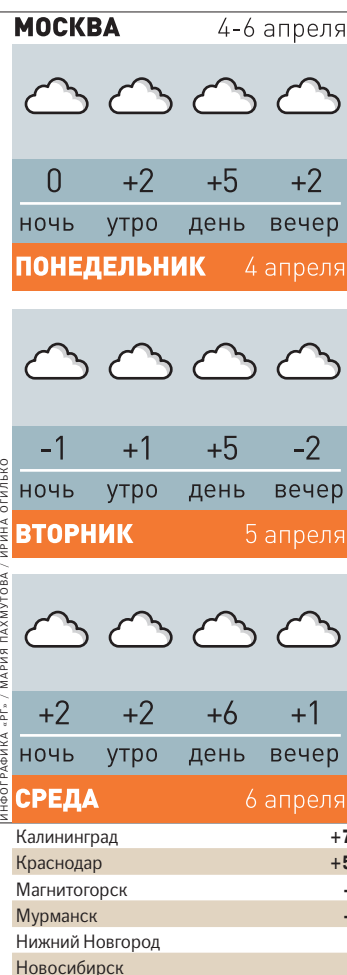 МОСКВА 4-6 апреля
0 +2 +5 +2
ночь утро день вечер
ПОНЕДЕЛЬНИК 4 апреля
-1 +1 +5 -2
ночь утро день вечер
ВТОРНИК 5 апреля
+2 +2 +6 +1
ночь утро день вечер
СРЕДА 6 апреля
ИНФОГРАФИКА «РГ» / МАРИЯ ПАХМУТОВА / ИРИНА ОГИЛЬКО
Калининград
Краснодар
Магнитогорск
Мурманск
Нижний Новгород
Новосибирск